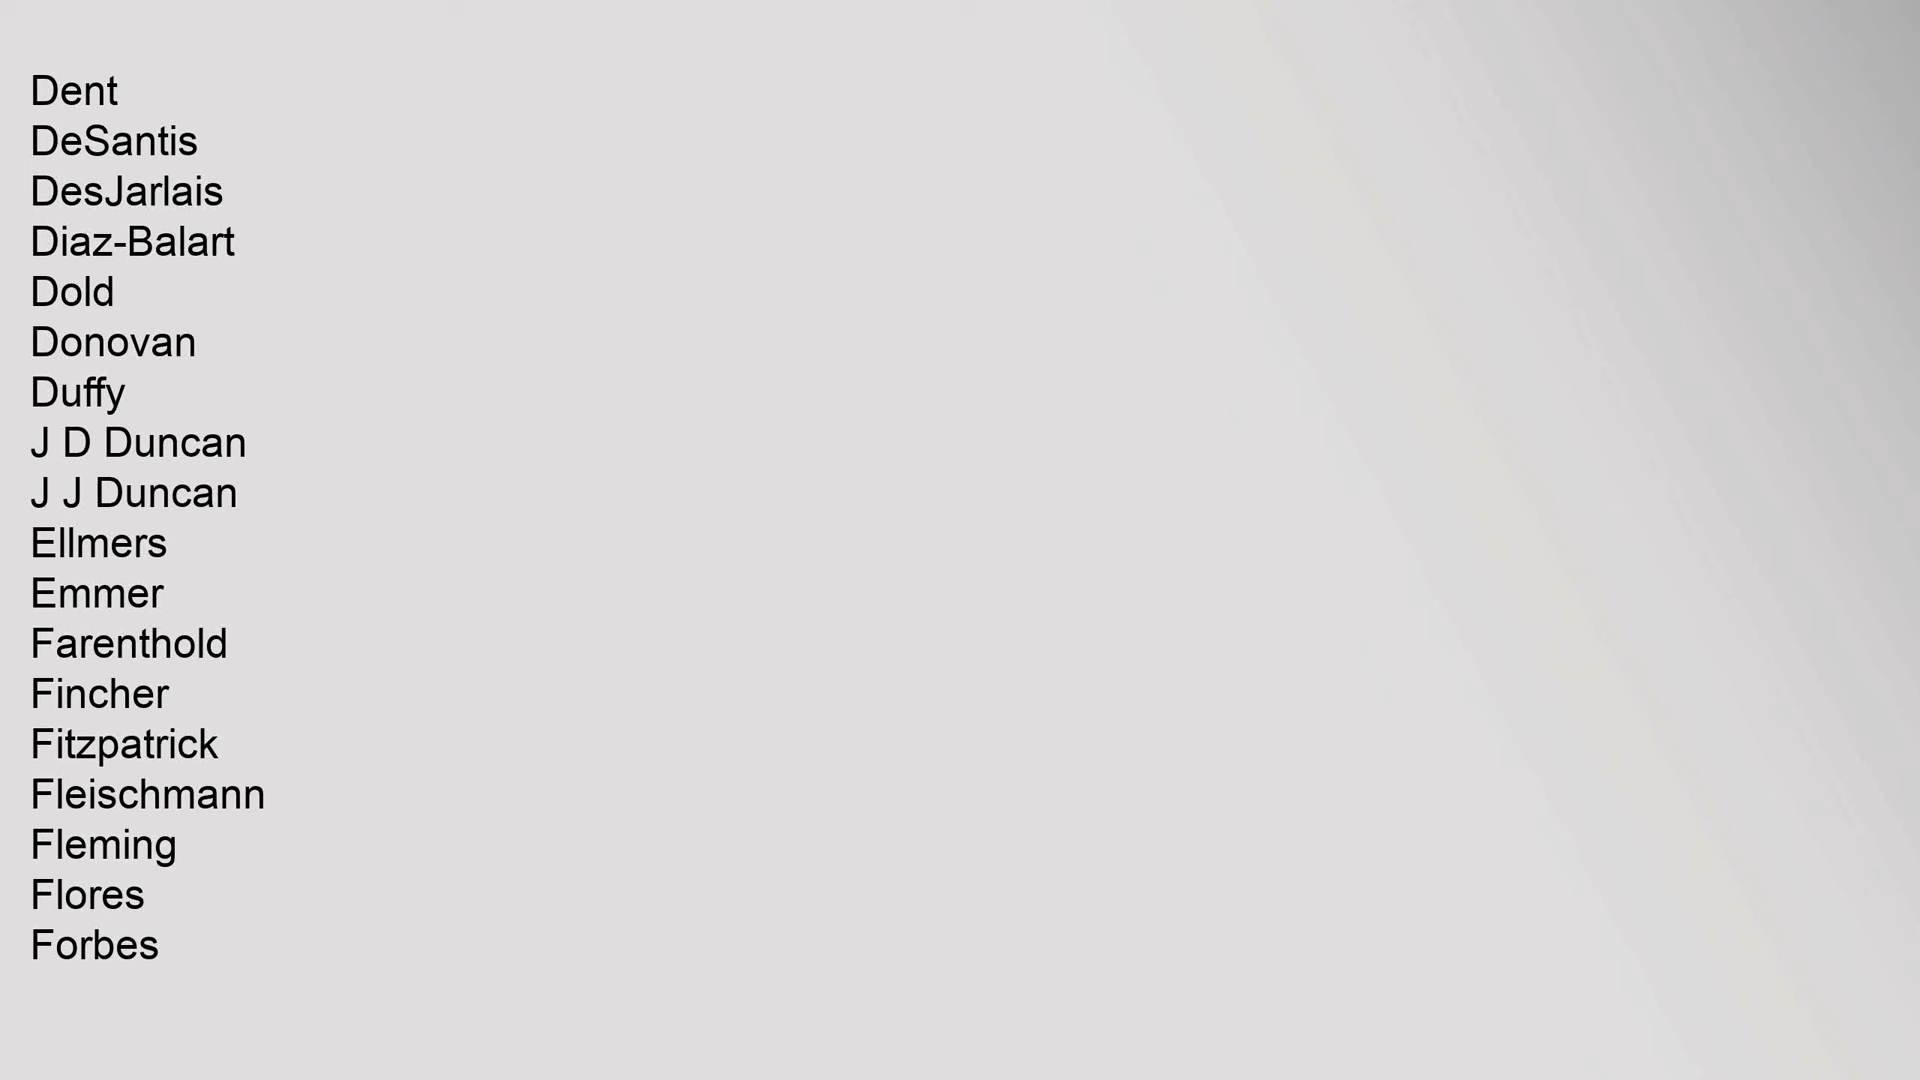 Dent
DeSantis
DesJarlais
Diaz-Balart
Dold
Donovan
Duffy
J D Duncan
J J Duncan
Ellmers
Emmer
Farenthold
Fincher
Fitzpatrick
Fleischmann
Fleming
Flores
Forbes